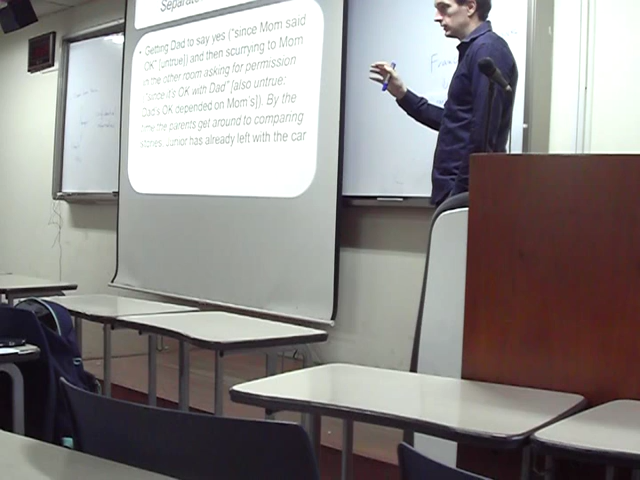 Separat
• Getting Dad to say yes ("since Mom said
OK" [untrue]) and then scurrying to Mom
in the other room asking for permission
"since it's OK with Dad" [also untrue;
Dad's OK depended on Mom's]). By the
time the parents get around to comparing
stories, Junior has already left with the car